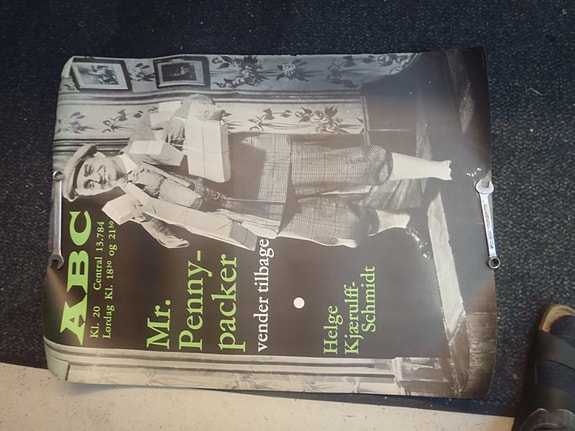 ABC
Kl. 20 Central 13.784
Lørdag Kl. 18³⁰ og 21³⁰
Mr.
Penny-
packer
vender tilbage
Helge
Kjærulff-
Schmidt